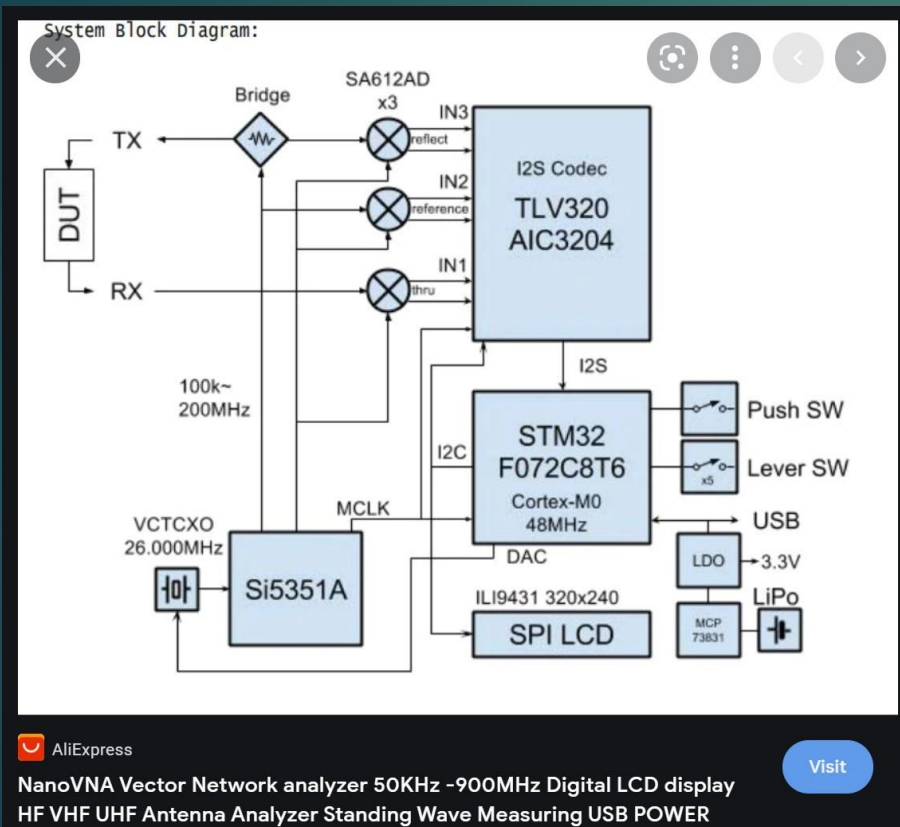 System Block Diagram:
SA612AD
x3
Bridge
IN3
TX
reflect
I2S Codec
IN2
TLV320
reference
AIC3204
DUT
IN1
RX
thru
I2S
100k~
200MHz
Push SW
STM32
I2C
F072C8T6
Lever SW
x5
Cortex-M0
MCLK
48MHz
VCTCXO
USB
26.000MHz
DAC
LDO
3.3V
Si5351A
ILI9431 320x240
LiPo
SPI LCD
MCP
73831
AliExpress
Visit
NanoVNA Vector Network analyzer 50KHz -900MHz Digital LCD display
HF VHF UHF Antenna Analyzer Standing Wave Measuring USB POWER